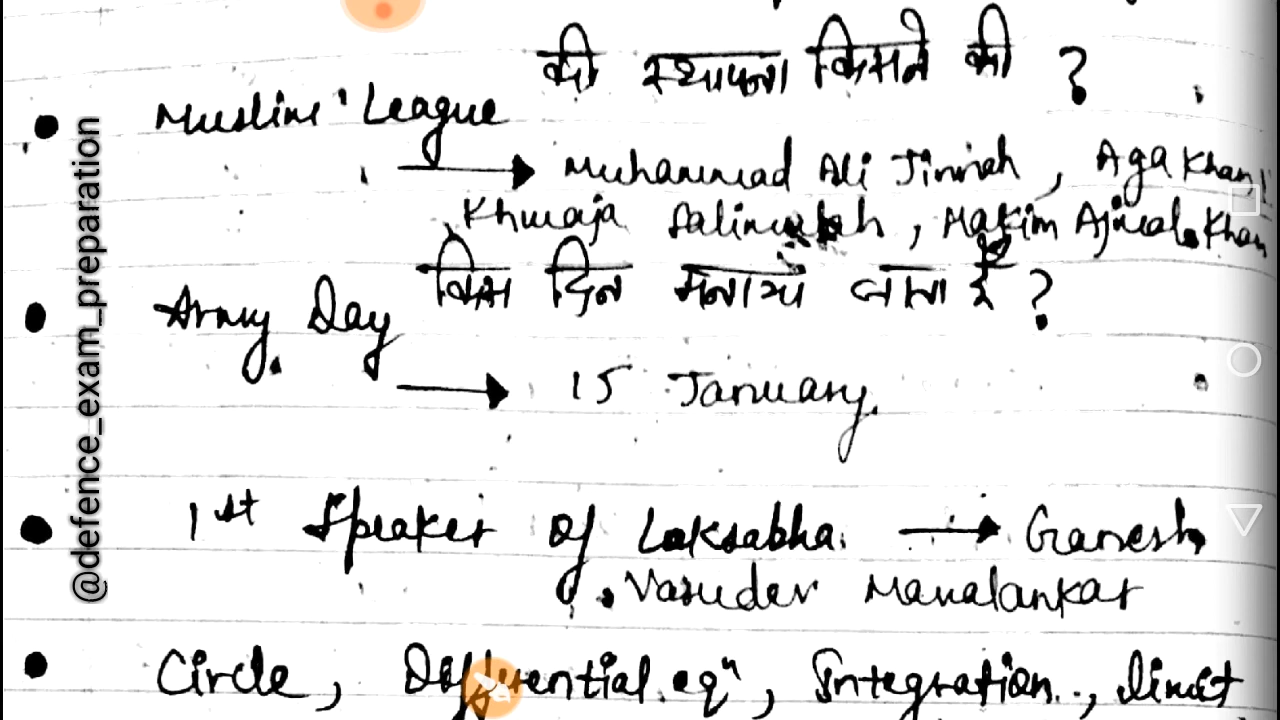 की स्थापना किसने की ?
Muslim League
→ Muhammad Ali Jinnah, Aga Khan,
Khwaja Salimullah, Hakim Ajmal Khan
Army Day किस दिन मनाया जाता है ?
→ 15 January.
1st Speaker of Loksabha. → Ganesh
Vasudev Mavalankar
Circle, Differential eqn, Integration.., limit
@defence_exam_preparation